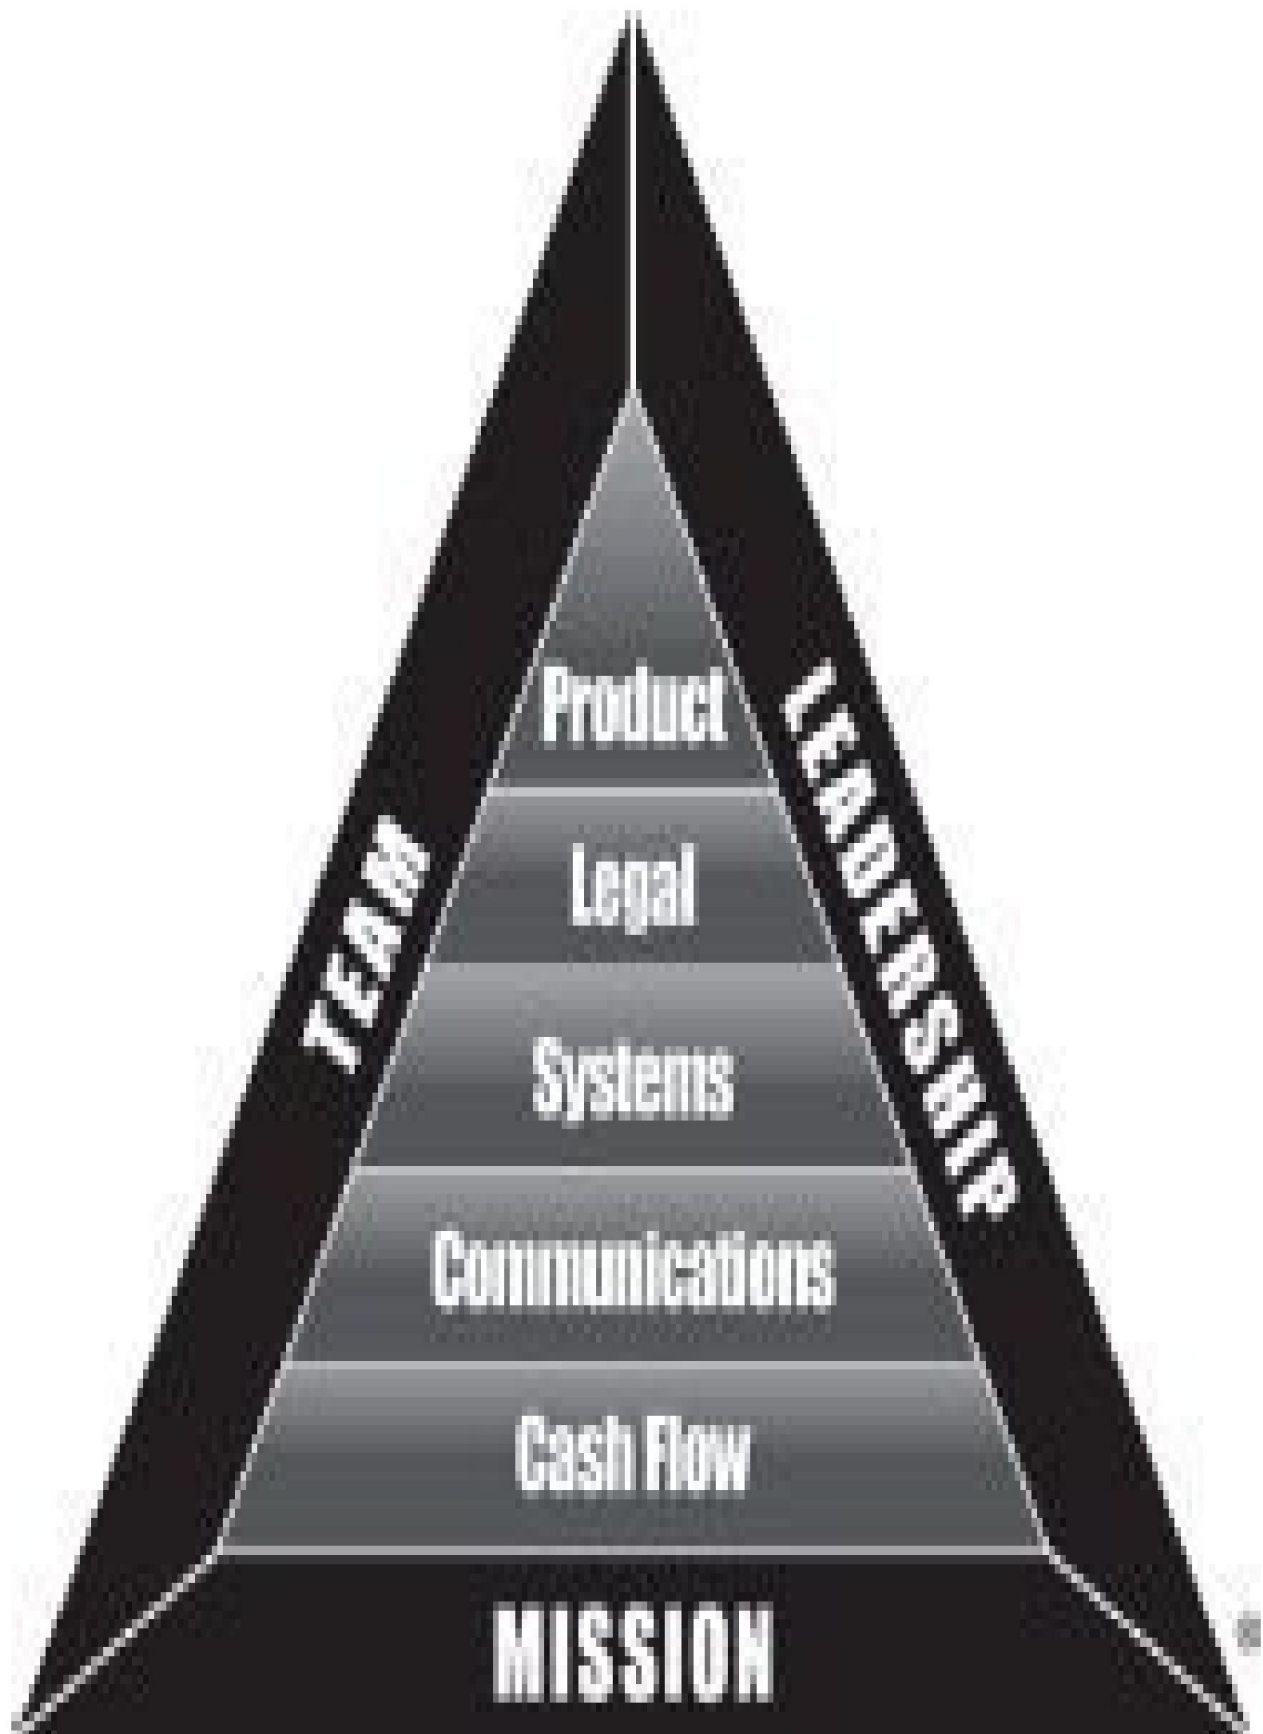 Product
LEADERSHIP
Legal
TEAM
Systems
Communications
Cash Flow
MISSION
®